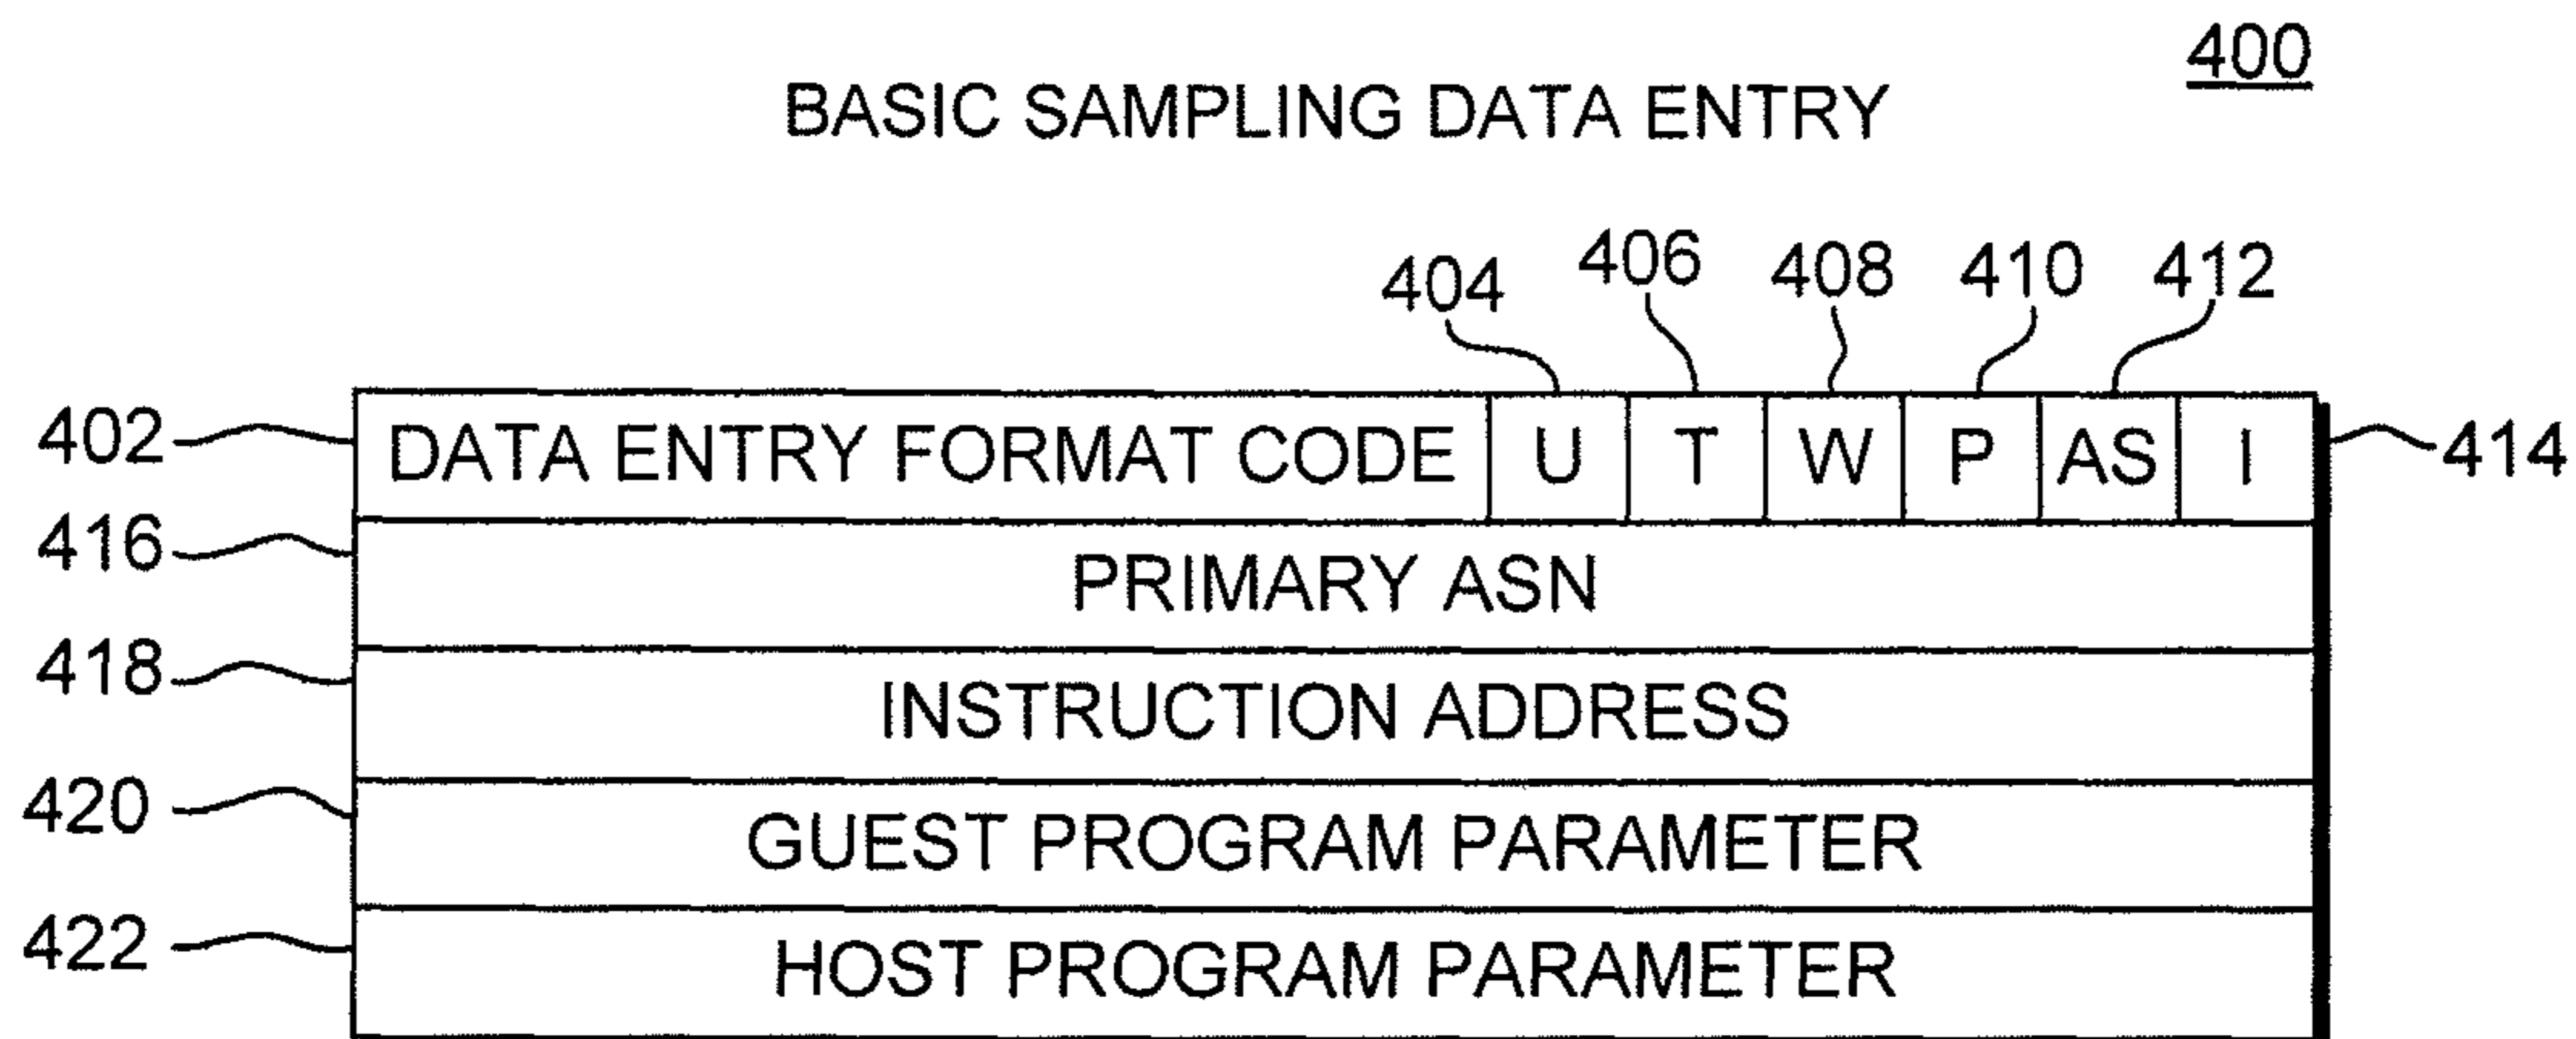 400
BASIC SAMPLING DATA ENTRY
404 406 408 410 412
402 DATA ENTRY FORMAT CODE U T W P AS I 414
416 PRIMARY ASN
418 INSTRUCTION ADDRESS
420 GUEST PROGRAM PARAMETER
422 HOST PROGRAM PARAMETER